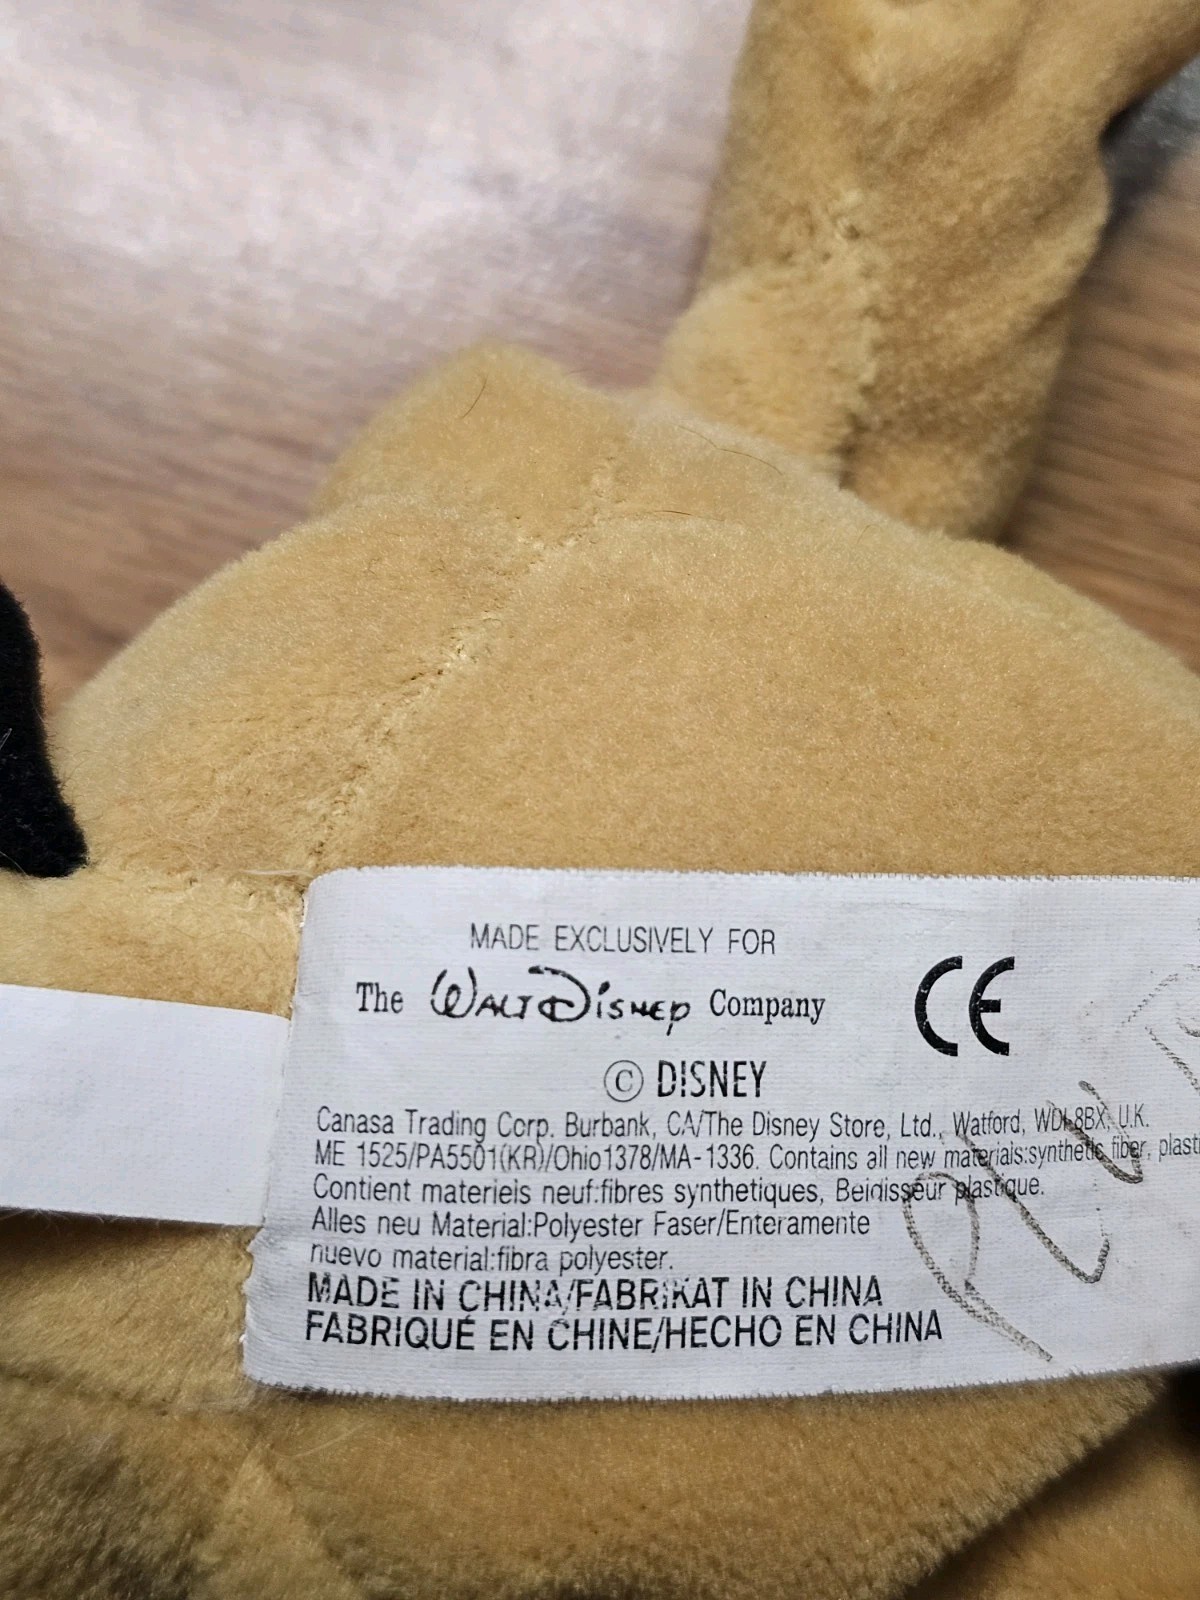 MADE EXCLUSIVELY FOR
The WALT DISNEY Company
CE
© DISNEY
Canasa Trading Corp. Burbank, CA/The Disney Store, Ltd., Watford, WDI 8BX, U.K.
ME 1525/PA5501(KR)/Ohio1378/MA-1336. Contains all new materials:synthetic fiber,
Contient materieis neuf:fibres synthetiques, Beidisseur plastique.
Alles neu Material:Polyester Faser/Enteramente
nuevo material:fibra polyester.
MADE IN CHINA/FABRIKAT IN CHINA
FABRIQUÉ EN CHINE/HECHO EN CHINA